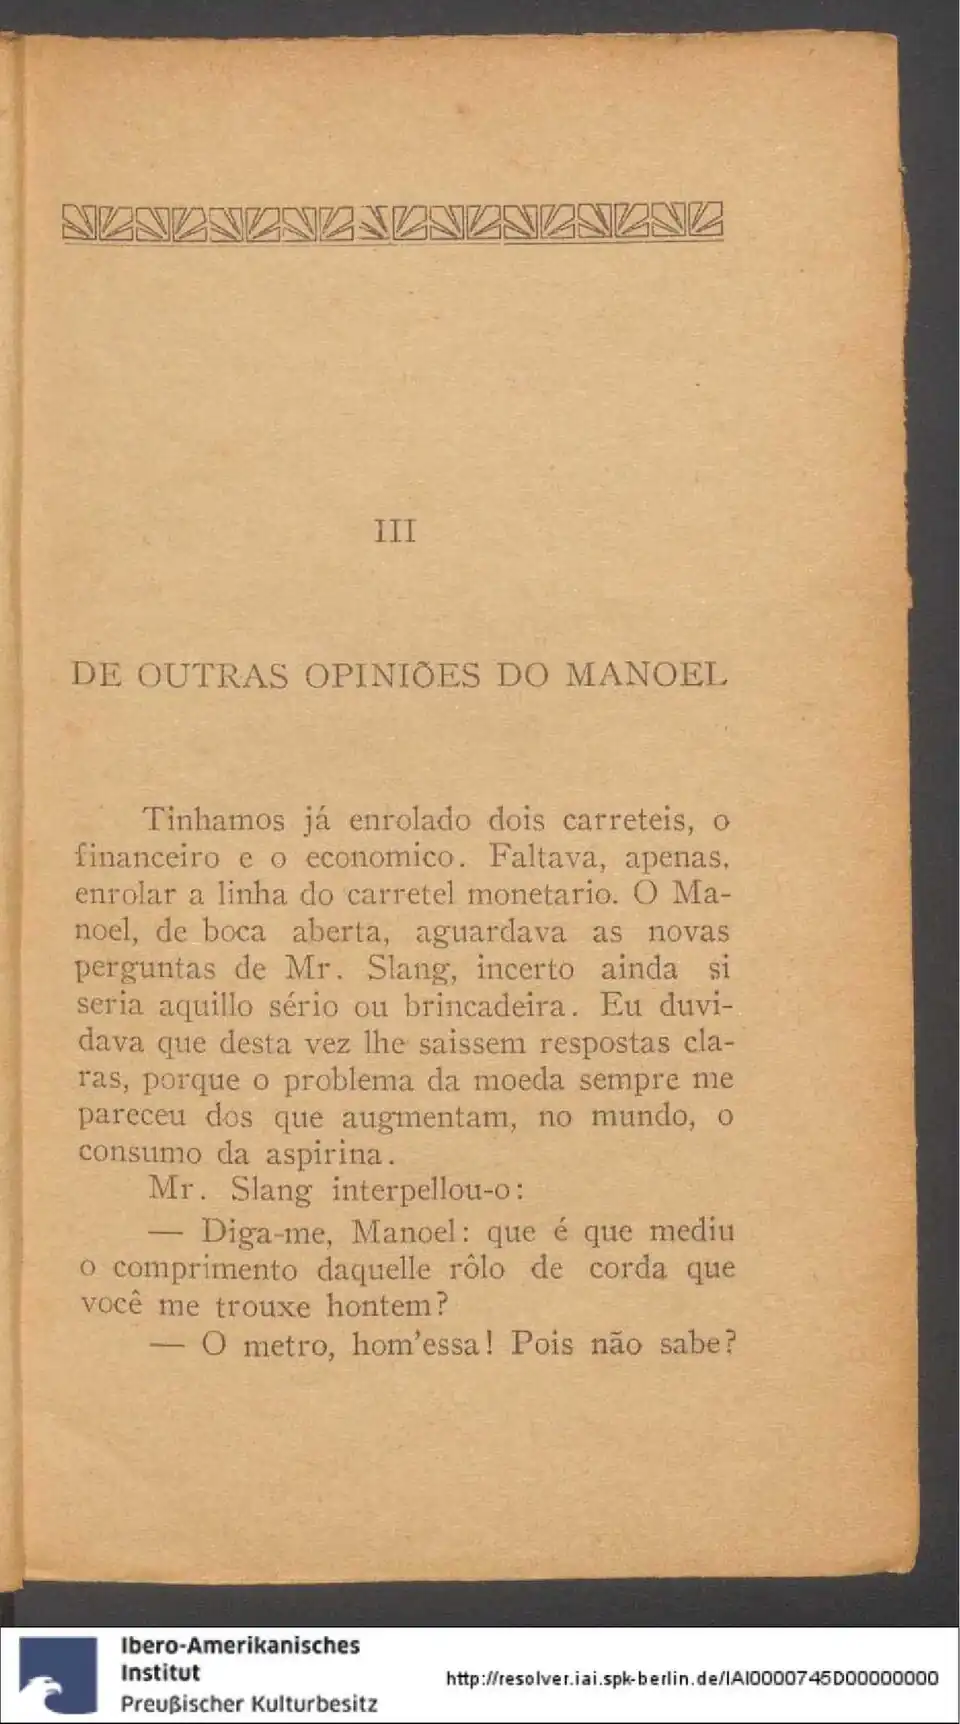 III
DE OUTRAS OPINIÕES DO MANOEL
Tinhamos já enrolado dois carreteis, o
financeiro e o economico. Faltava, apenas,
enrolar a linha do carretel monetario. O Ma-
noel, de boca aberta, aguardava as novas
perguntas de Mr. Slang, incerto ainda si
seria aquillo sério ou brincadeira. Eu duvi-
dava que desta vez lhe saissem respostas cla-
ras, porque o problema da moeda sempre me
pareceu dos que augmentam, no mundo, o
consumo da aspirina.
Mr. Slang interpellou-o:
— Diga-me, Manoel: que é que mediu
o comprimento daquelle rôlo de corda que
você me trouxe hontem?
— O metro, hom'essa! Pois não sabe?
Ibero-Amerikanisches
Institut
Preußischer Kulturbesitz
http://resolver.iai.spk-berlin.de/IAI0000745D00000000